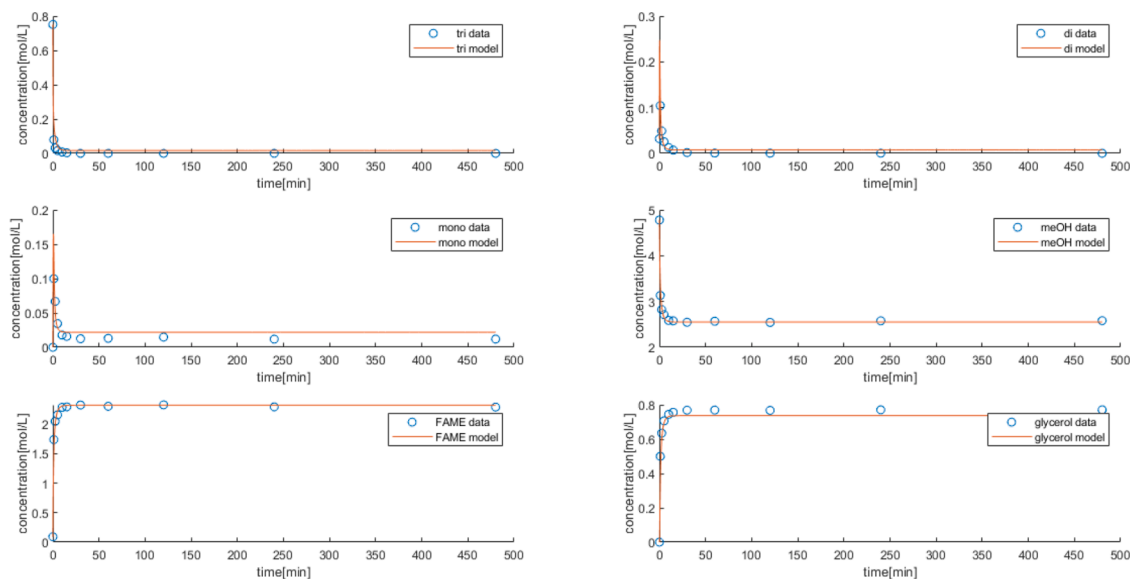 0.8
0.6
0.4
0.2
0
concentration[mol/L]
0 50 100 150 200 250 300 350 400 450 500
time[min]
tri data
tri model
0.3
0.2
0.1
0
concentration[mol/L]
0 50 100 150 200 250 300 350 400 450 500
time[min]
di data
di model
0.2
0.15
0.1
0.05
0
concentration[mol/L]
0 50 100 150 200 250 300 350 400 450 500
time[min]
mono data
mono model
5
4
3
2
concentration[mol/L]
0 50 100 150 200 250 300 350 400 450 500
time[min]
meOH data
meOH model
2
1.5
1
0.5
0
concentration[mol/L]
0 50 100 150 200 250 300 350 400 450 500
time[min]
FAME data
FAME model
0.8
0.6
0.4
0.2
0
concentration[mol/L]
0 50 100 150 200 250 300 350 400 450 500
time[min]
glycerol data
glycerol model